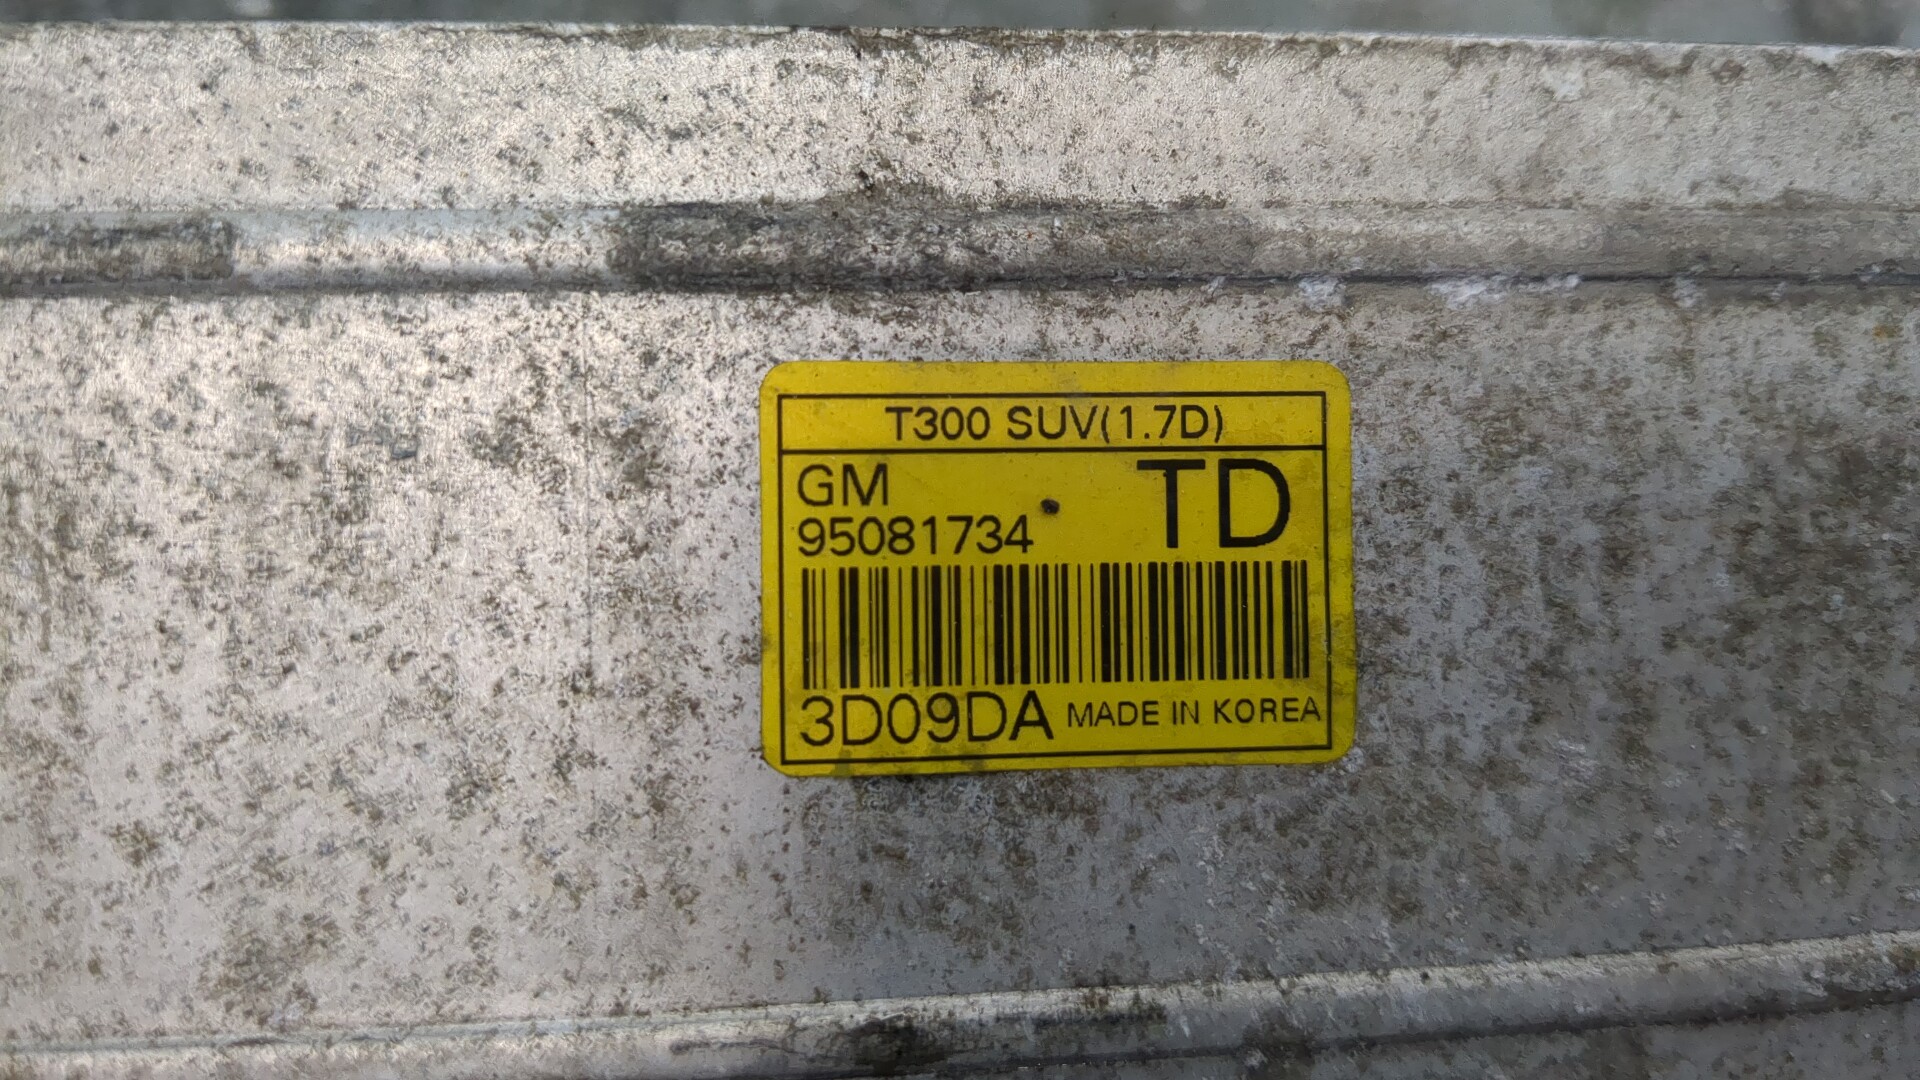 T300 SUV(1.7D)
GM
TD
95081734
3D09DA MADE IN KOREA